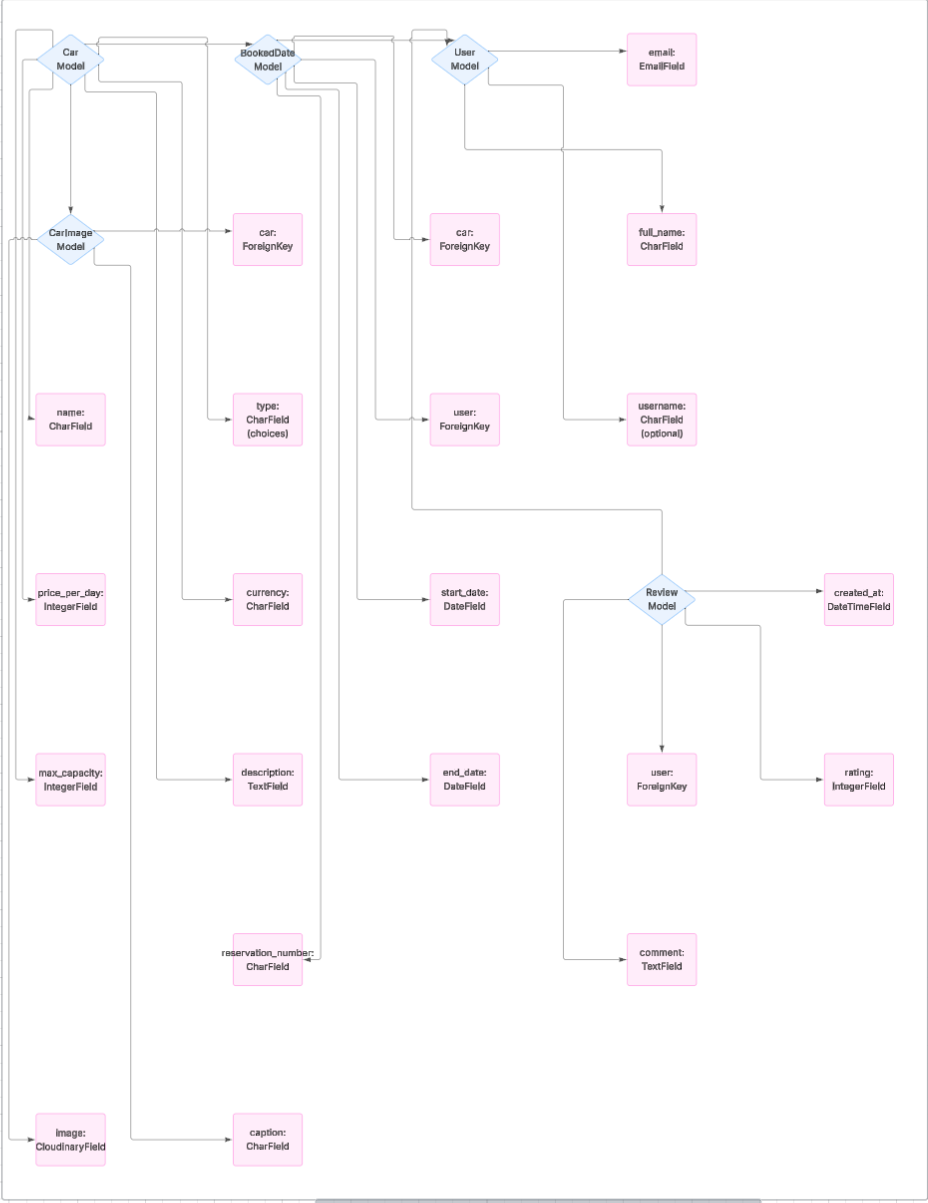 Car
Model
BookedDate
Model
User
Model
email:
EmailField
CarImage
Model
car:
ForeignKey
car:
ForeignKey
full_name:
CharField
name:
CharField
type:
CharField
(choices)
user:
ForeignKey
username:
CharField
(optional)
price_per_day:
IntegerField
currency:
CharField
start_date:
DateField
Review
Model
created_at:
DateTimeField
max_capacity:
IntegerField
description:
TextField
end_date:
DateField
user:
ForeignKey
rating:
IntegerField
reservation_number:
CharField
comment:
TextField
image:
CloudinaryField
caption:
CharField